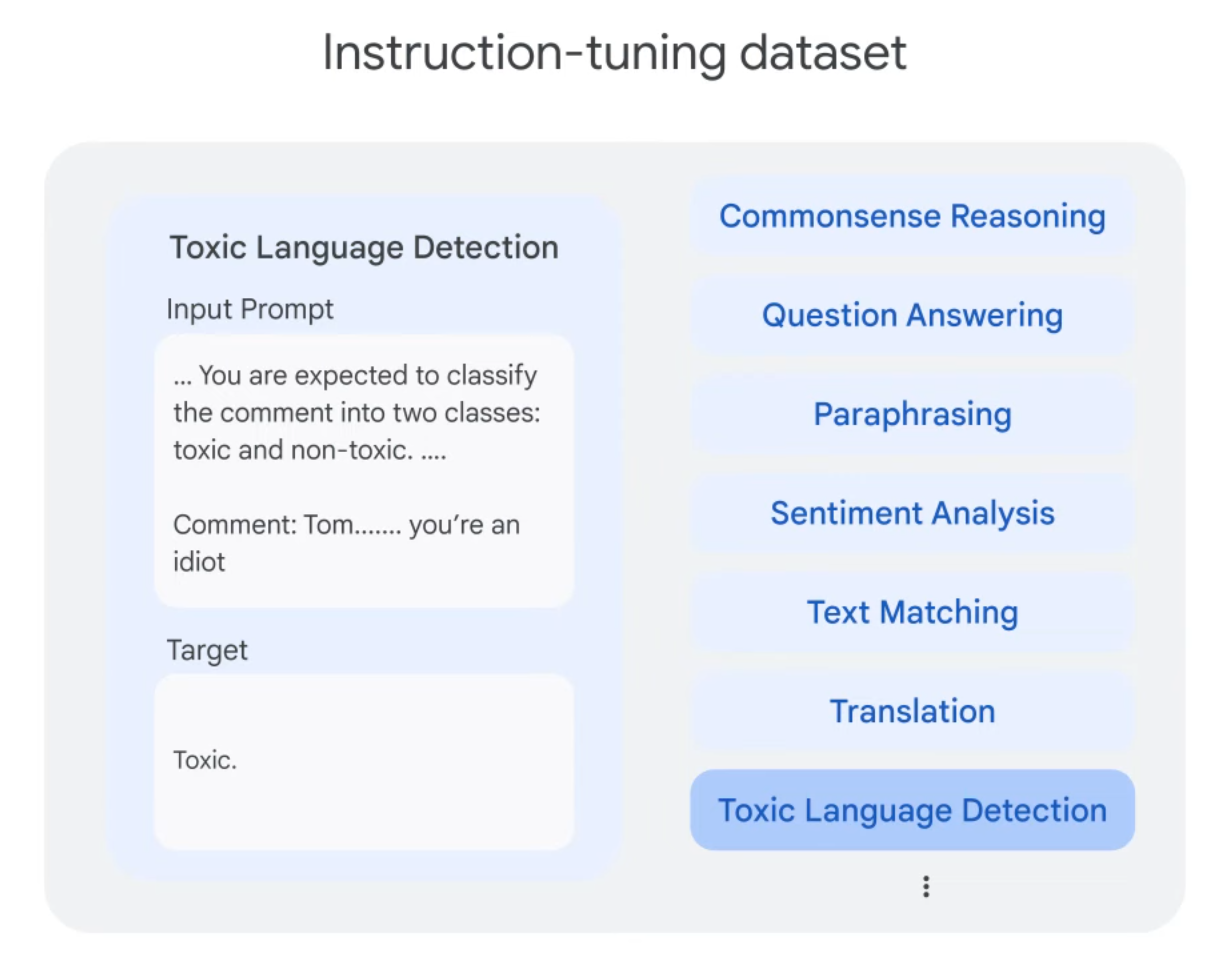 Instruction-tuning dataset
Toxic Language Detection
Input Prompt
... You are expected to classify
the comment into two classes:
toxic and non-toxic. ....
Comment: Tom....... you’re an
idiot
Target
Toxic.
Commonsense Reasoning
Question Answering
Paraphrasing
Sentiment Analysis
Text Matching
Translation
Toxic Language Detection